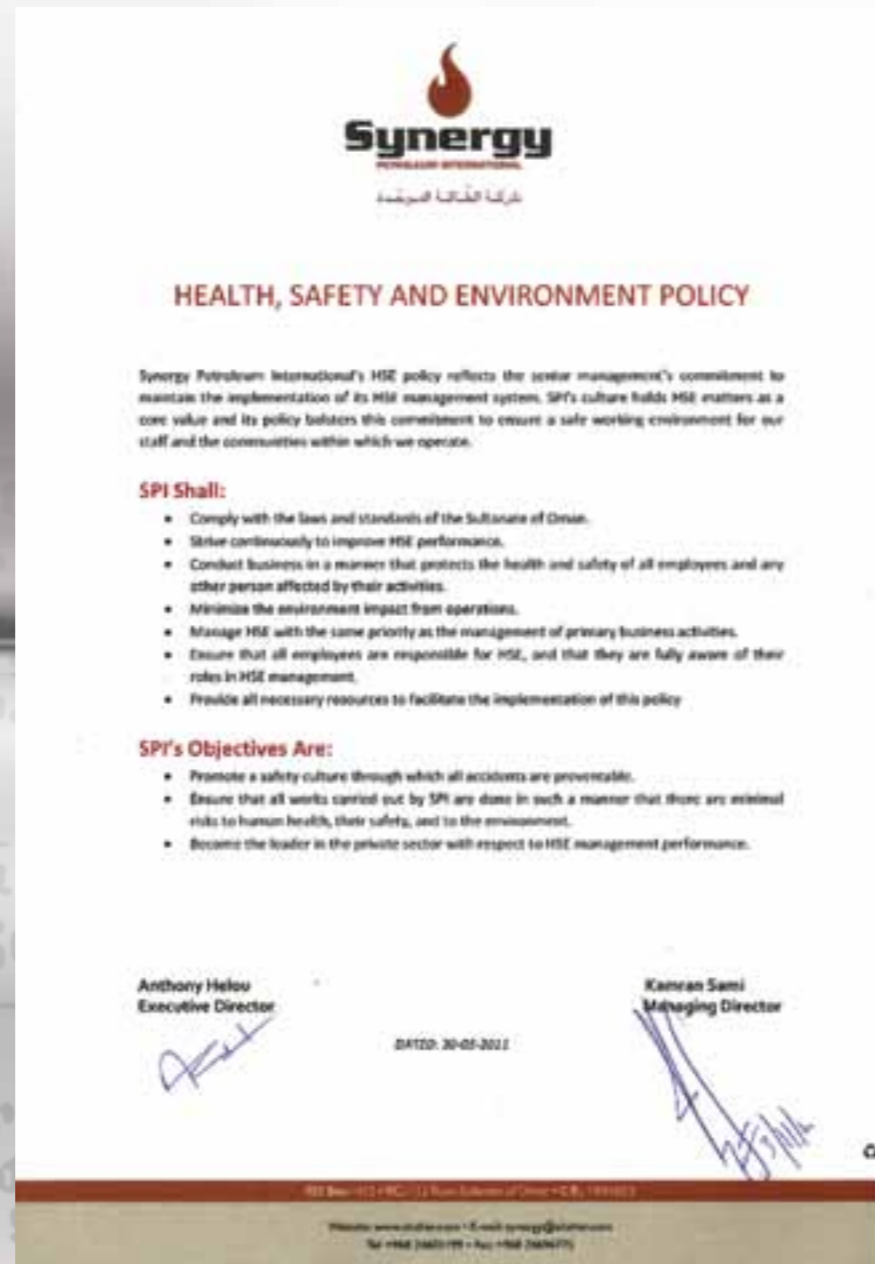 Synergy
PETROLEUM INTERNATIONAL
شركة الطاقة الموحّدة
HEALTH, SAFETY AND ENVIRONMENT POLICY
Synergy Petroleum International's HSE policy reflects the senior management's commitment to
maintain the implementation of its HSE management system. SPI's culture holds HSE matters as a
core value and its policy bolsters this commitment to ensure a safe working environment for our
staff and the communities within which we operate.
SPI Shall:
• Comply with the laws and standards of the Sultanate of Oman.
• Strive continuously to improve HSE performance.
• Conduct business in a manner that protects the health and safety of all employees and any
other person affected by their activities.
• Minimize the environment impact from operations.
• Manage HSE with the same priority as the management of primary business activities.
• Ensure that all employees are responsible for HSE, and that they are fully aware of their
roles in HSE management.
• Provide all necessary resources to facilitate the implementation of this policy
SPI's Objectives Are:
• Promote a safety culture through which all accidents are preventable.
• Ensure that all works carried out by SPI are done in such a manner that there are minimal
risks to human health, their safety, and to the environment.
• Become the leader in the private sector with respect to HSE management performance.
Anthony Helou
Executive Director
Kamran Sami
Managing Director
DATED: 30-05-2011